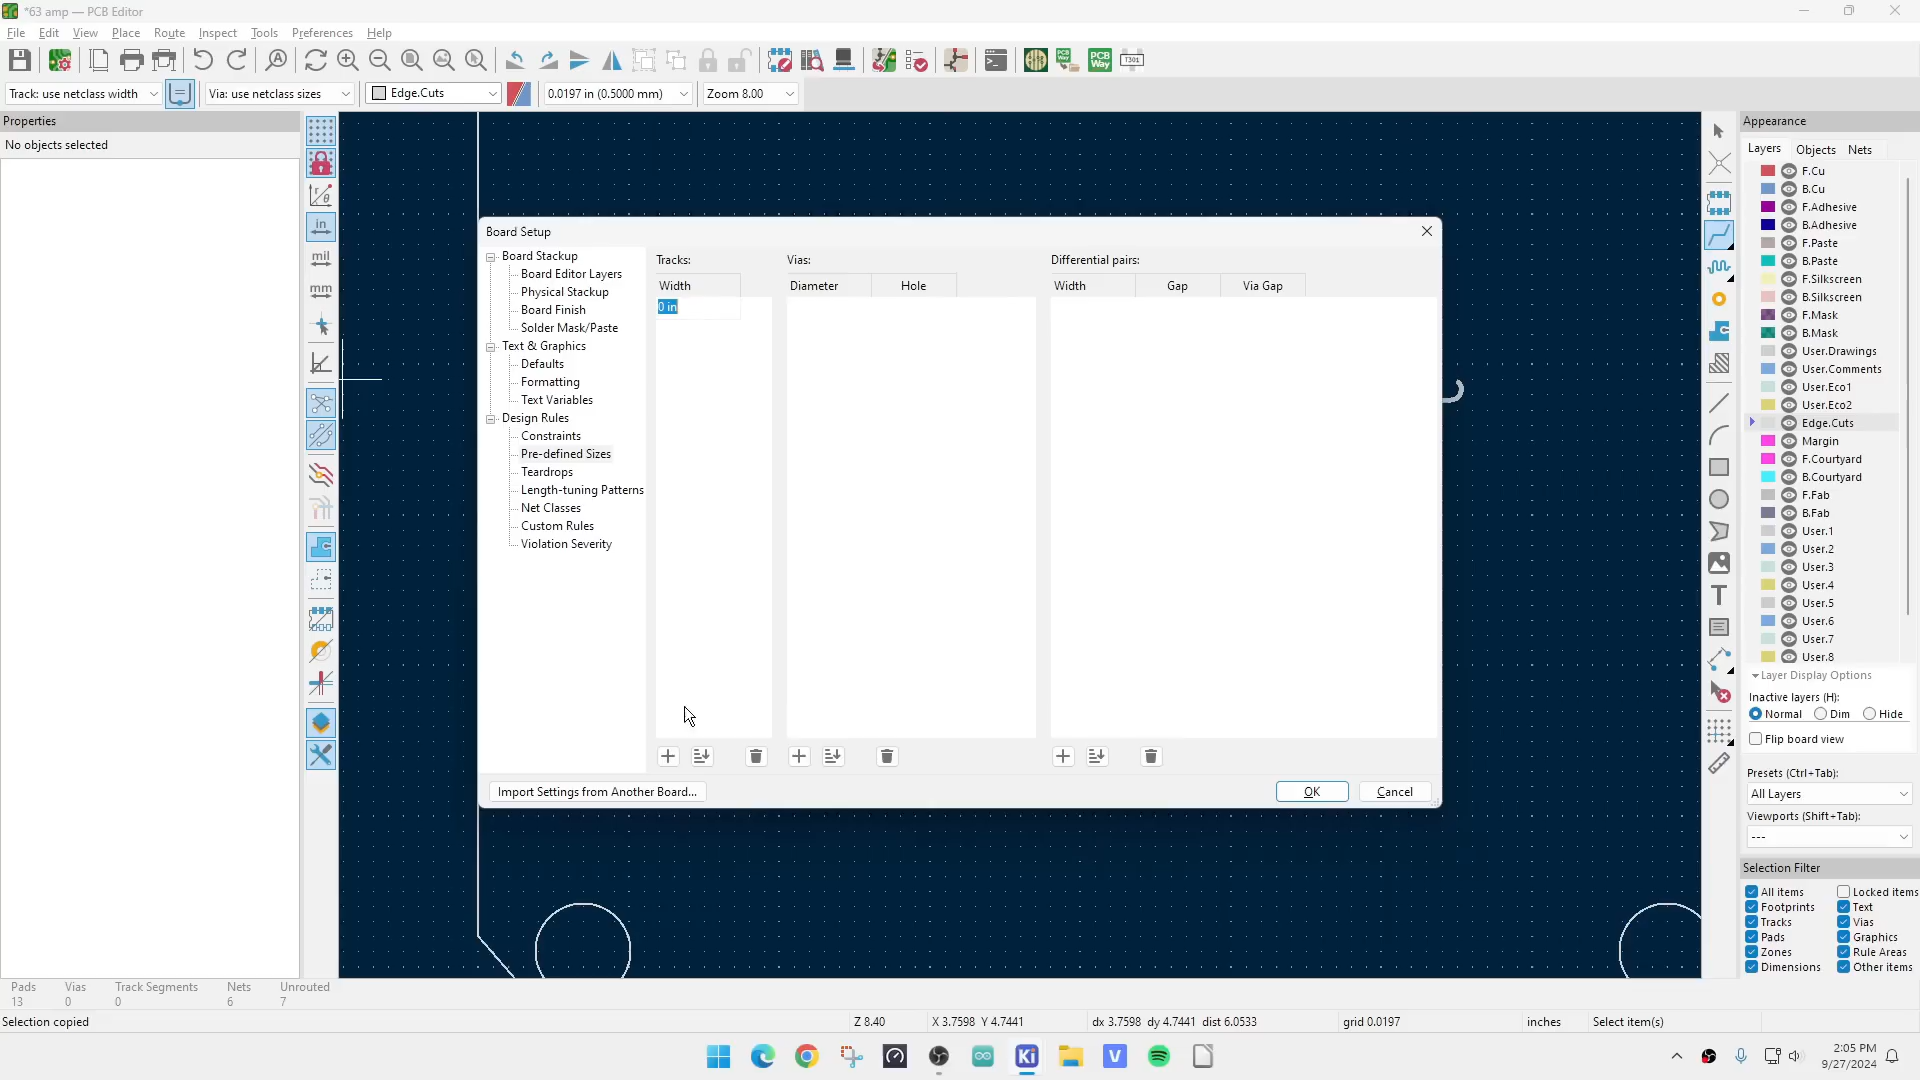 *63 amp — PCB Editor
File Edit View Place Route Inspect Tools Preferences Help
PCB WAY
T301
Track: use netclass width
Via: use netclass sizes
Edge.Cuts
0.0197 in (0.5000 mm)
Zoom 8.00
Properties
No objects selected
in
mil
mm
Board Setup
Board Stackup
Board Editor Layers
Physical Stackup
Board Finish
Solder Mask/Paste
Text & Graphics
Defaults
Formatting
Text Variables
Design Rules
Constraints
Pre-defined Sizes
Teardrops
Length-tuning Patterns
Net Classes
Custom Rules
Violation Severity
Tracks:
Width
0 in
Vias:
Diameter Hole
Differential pairs:
Width Gap Via Gap
Import Settings from Another Board...
OK
Cancel
Appearance
Layers Objects Nets
F.Cu
B.Cu
F.Adhesive
B.Adhesive
F.Paste
B.Paste
F.Silkscreen
B.Silkscreen
F.Mask
B.Mask
User.Drawings
User.Comments
User.Eco1
User.Eco2
Edge.Cuts
Margin
F.Courtyard
B.Courtyard
F.Fab
B.Fab
User.1
User.2
User.3
User.4
User.5
User.6
User.7
User.8
Layer Display Options
Inactive layers (H):
Normal Dim Hide
Flip board view
Presets (Ctrl+Tab):
All Layers
Viewports (Shift+Tab):
---
Selection Filter
All items Locked items
Footprints Text
Tracks Vias
Pads Graphics
Zones Rule Areas
Dimensions Other items
Pads Vias Track Segments Nets Unrouted
13 0 0 6 7
Selection copied
Z 8.40
X 3.7598 Y 4.7441
dx 3.7598 dy 4.7441 dist 6.0533
grid 0.0197
inches
Select item(s)
Ki
V
2:05 PM
9/27/2024